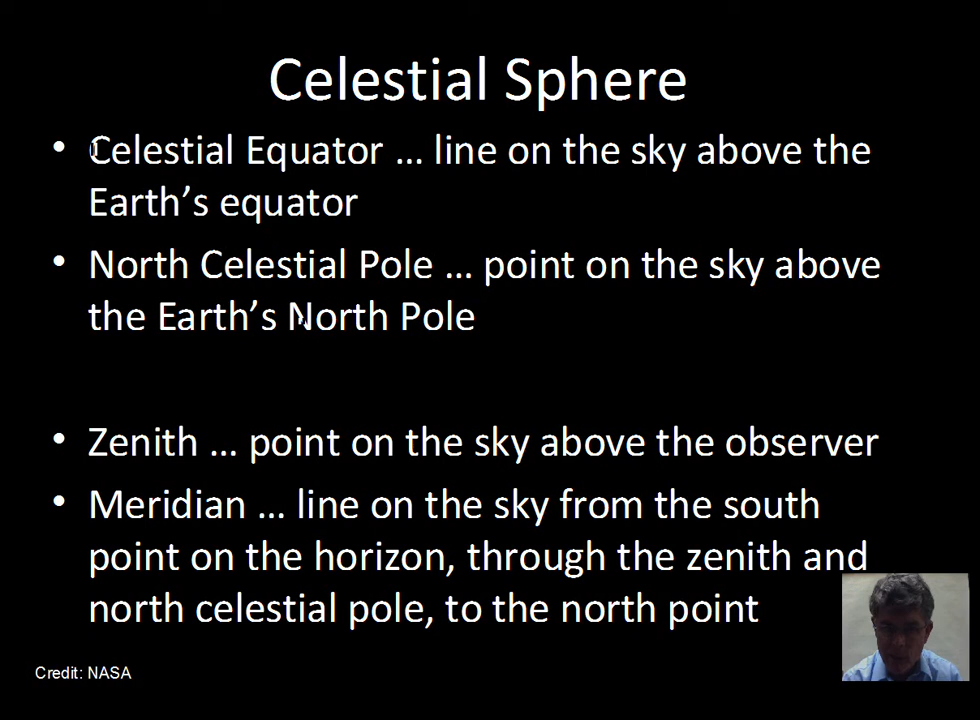 Celestial Sphere
• Celestial Equator … line on the sky above the
Earth’s equator
• North Celestial Pole … point on the sky above
the Earth’s North Pole
• Zenith … point on the sky above the observer
• Meridian … line on the sky from the south
point on the horizon, through the zenith and
north celestial pole, to the north point
Credit: NASA